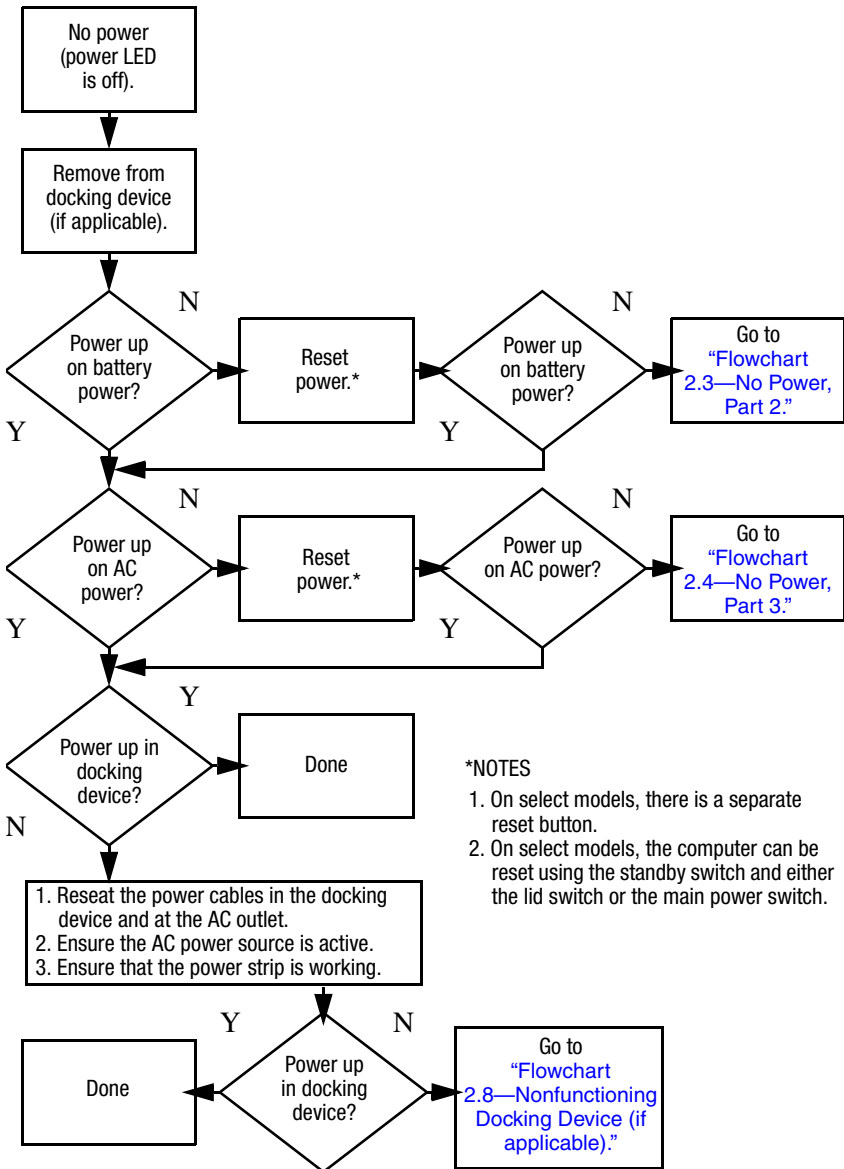 No power
(power LED
is off).
Remove from
docking device
(if applicable).
Power up
on battery
power?
N
Y
Reset
power.*
Power up
on battery
power?
N
Y
Go to
“Flowchart
2.3—No Power,
Part 2.”
Power up
on AC
power?
N
Y
Reset
power.*
Power up
on AC power?
N
Y
Go to
“Flowchart
2.4—No Power,
Part 3.”
Power up in
docking
device?
Y
N
Done
*NOTES
1. On select models, there is a separate
reset button.
2. On select models, the computer can be
reset using the standby switch and either
the lid switch or the main power switch.
1. Reseat the power cables in the docking
device and at the AC outlet.
2. Ensure the AC power source is active.
3. Ensure that the power strip is working.
Y
N
Done
Power up
in docking
device?
Go to
“Flowchart
2.8—Nonfunctioning
Docking Device (if
applicable).”